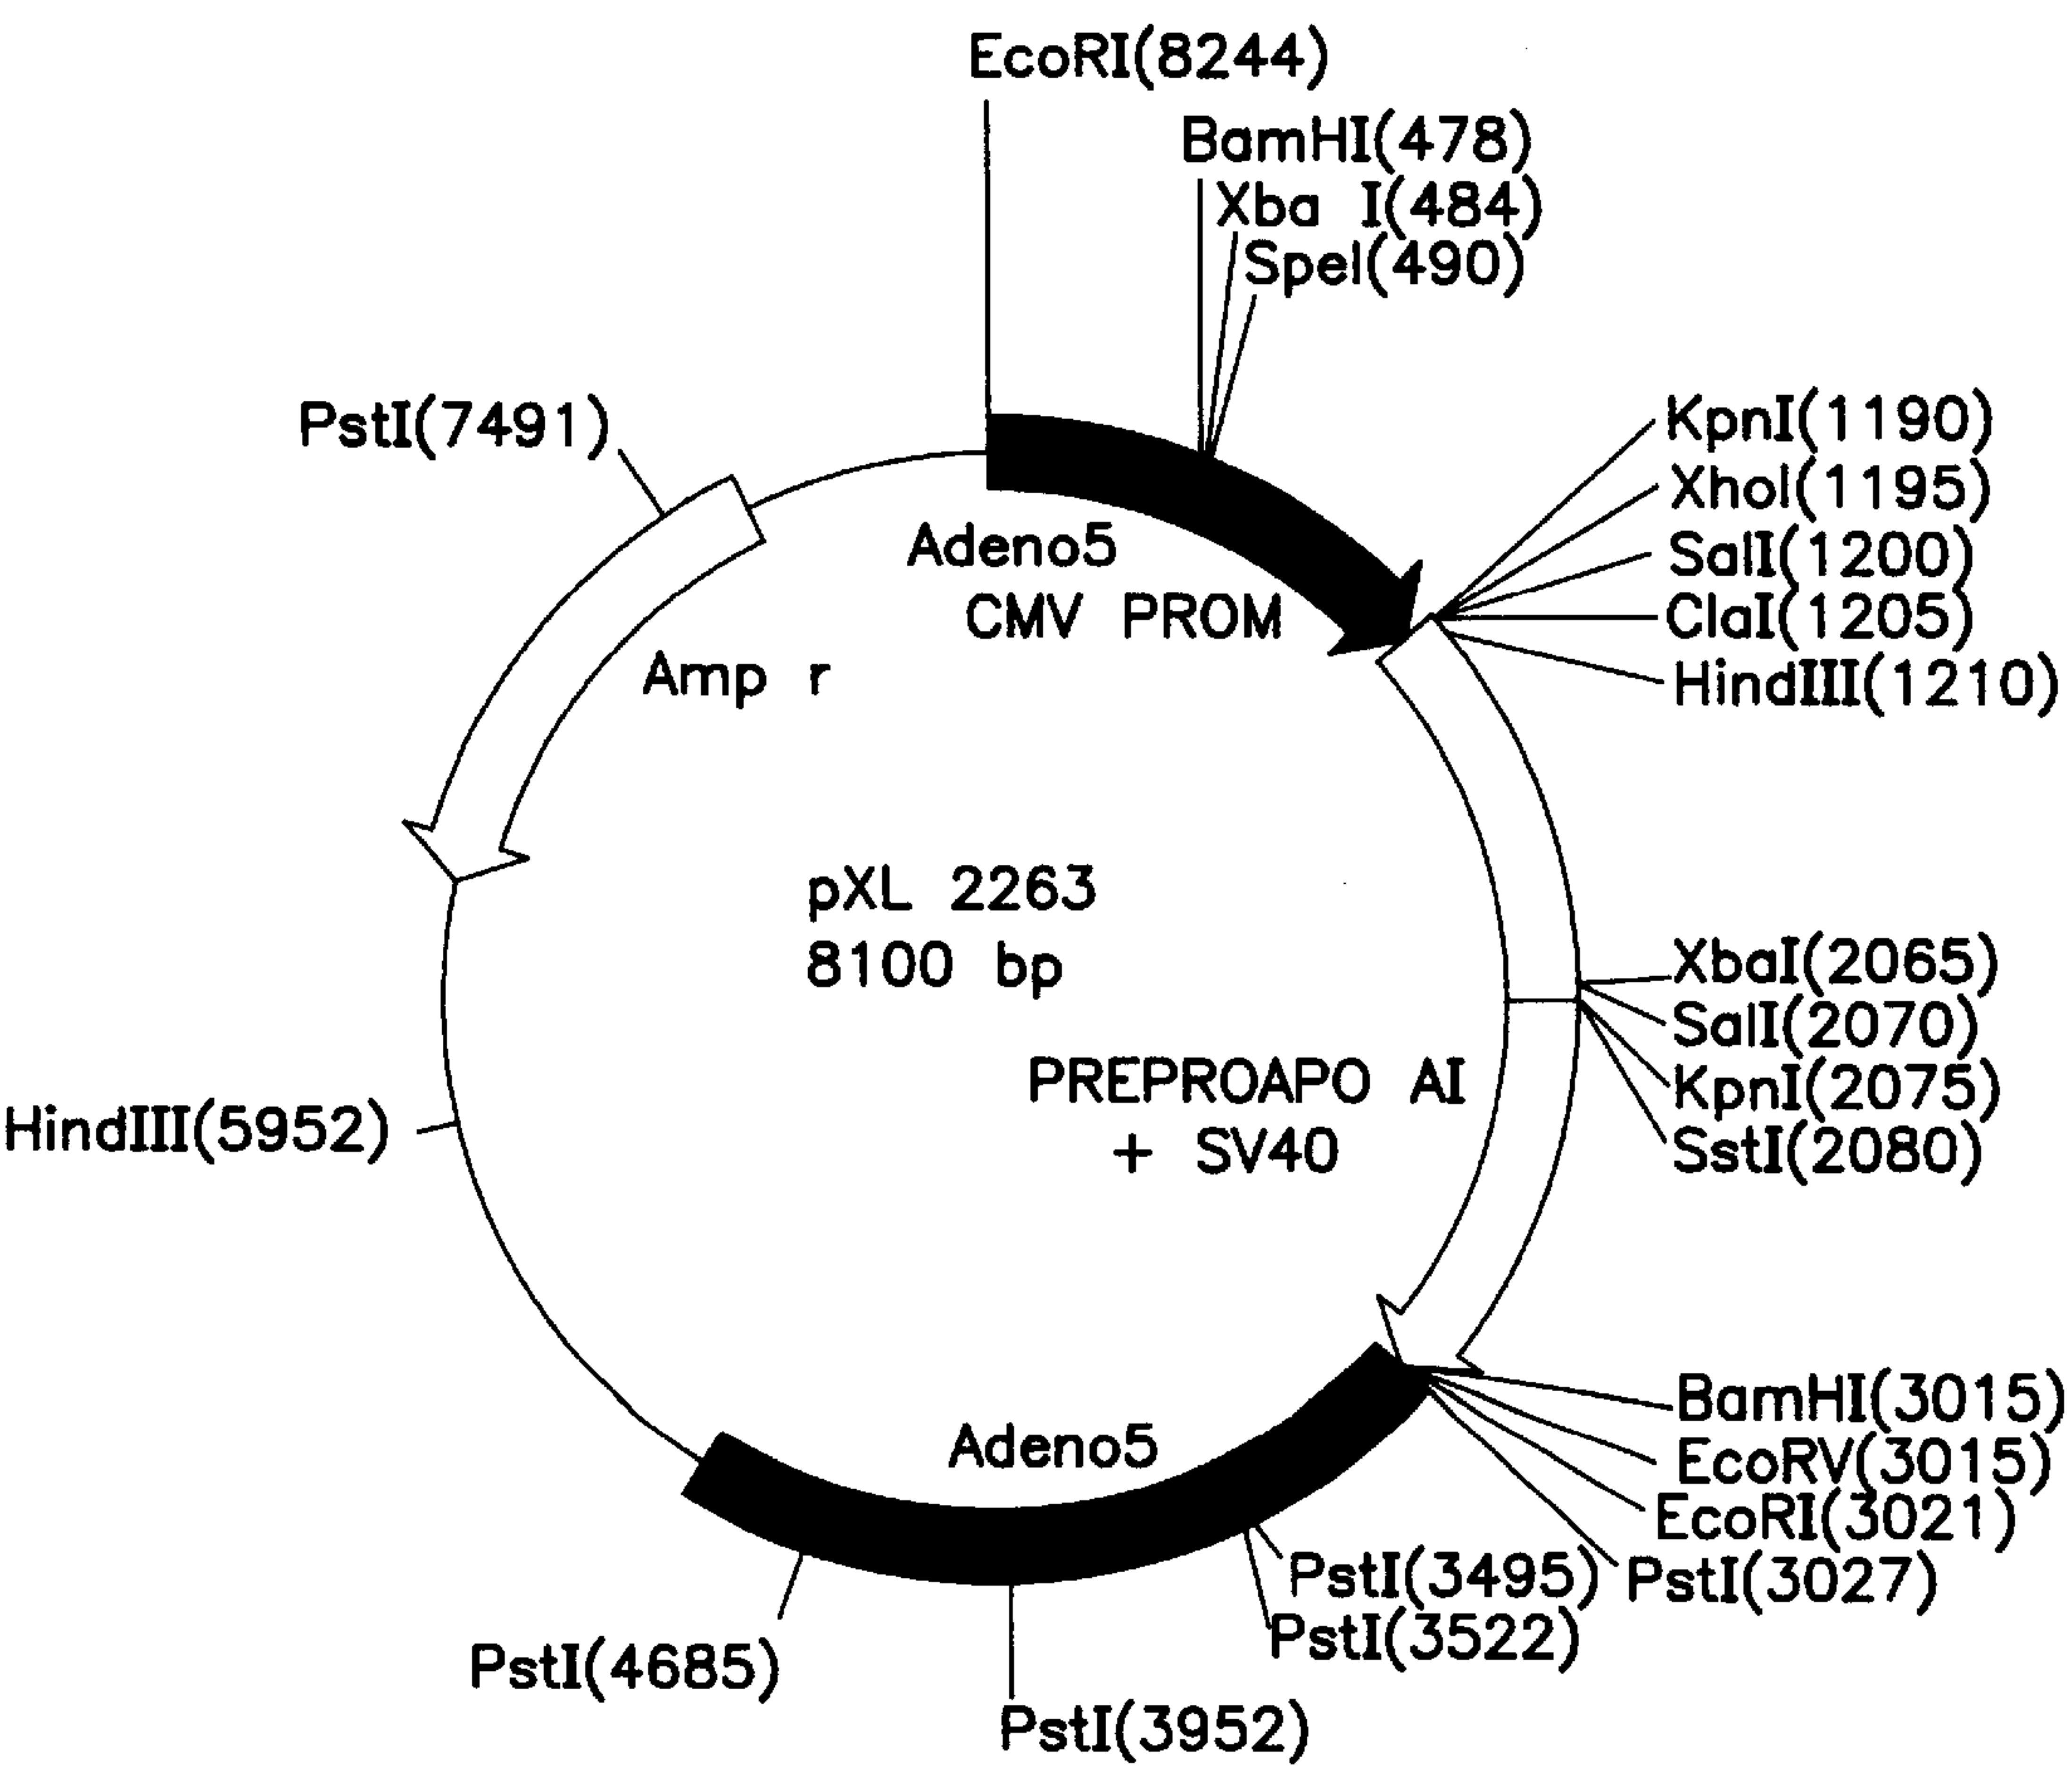 EcoRI(8244)
BamHI(478)
Xba I(484)
SpeI(490)
PstI(7491)
KpnI(1190)
XhoI(1195)
SalI(1200)
ClaI(1205)
HindIII(1210)
Adeno5
CMV PROM
Amp r
pXL 2263
8100 bp
XbaI(2065)
SalI(2070)
KpnI(2075)
SstI(2080)
PREPROAPO AI
+ SV40
HindIII(5952)
BamHI(3015)
EcoRV(3015)
EcoRI(3021)
PstI(3027)
Adeno5
PstI(3495)
PstI(3522)
PstI(4685)
PstI(3952)